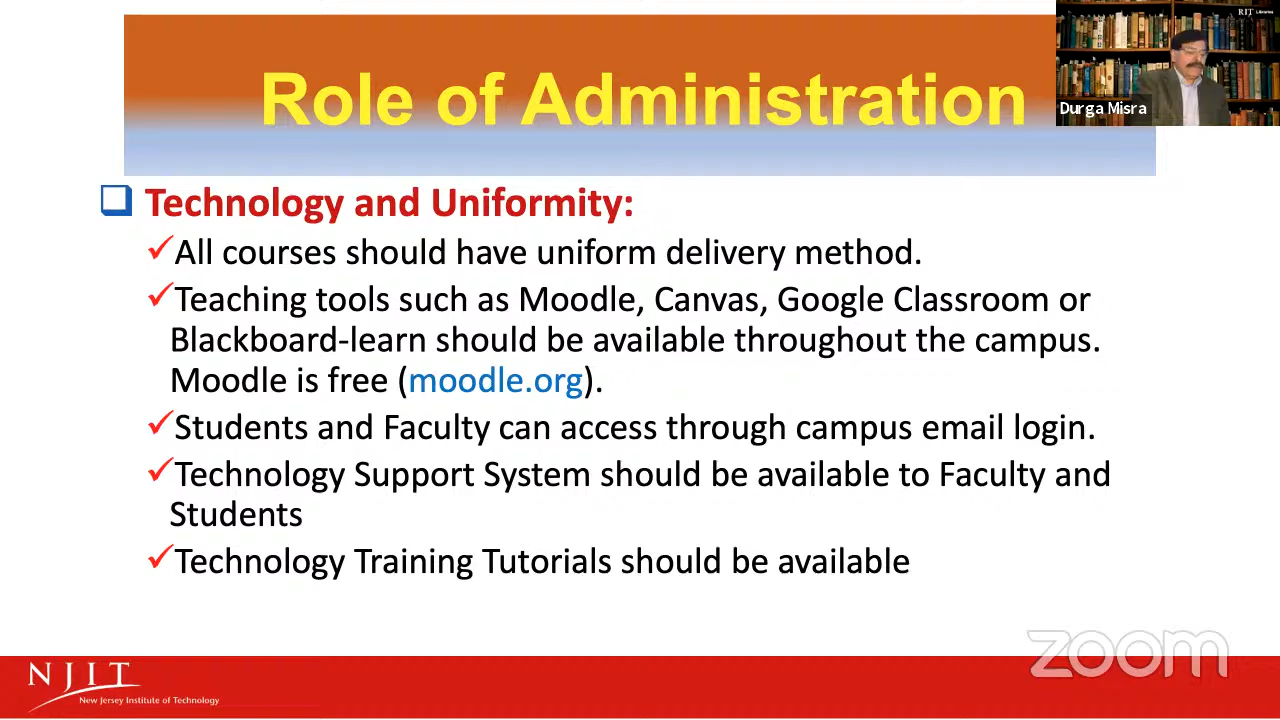 RIT Libraries
Role of Administration
Durga Misra
Technology and Uniformity:
All courses should have uniform delivery method.
Teaching tools such as Moodle, Canvas, Google Classroom or
Blackboard-learn should be available throughout the campus.
Moodle is free (moodle.org).
Students and Faculty can access through campus email login.
Technology Support System should be available to Faculty and
Students
Technology Training Tutorials should be available
zoom
NJIT
New Jersey Institute of Technology